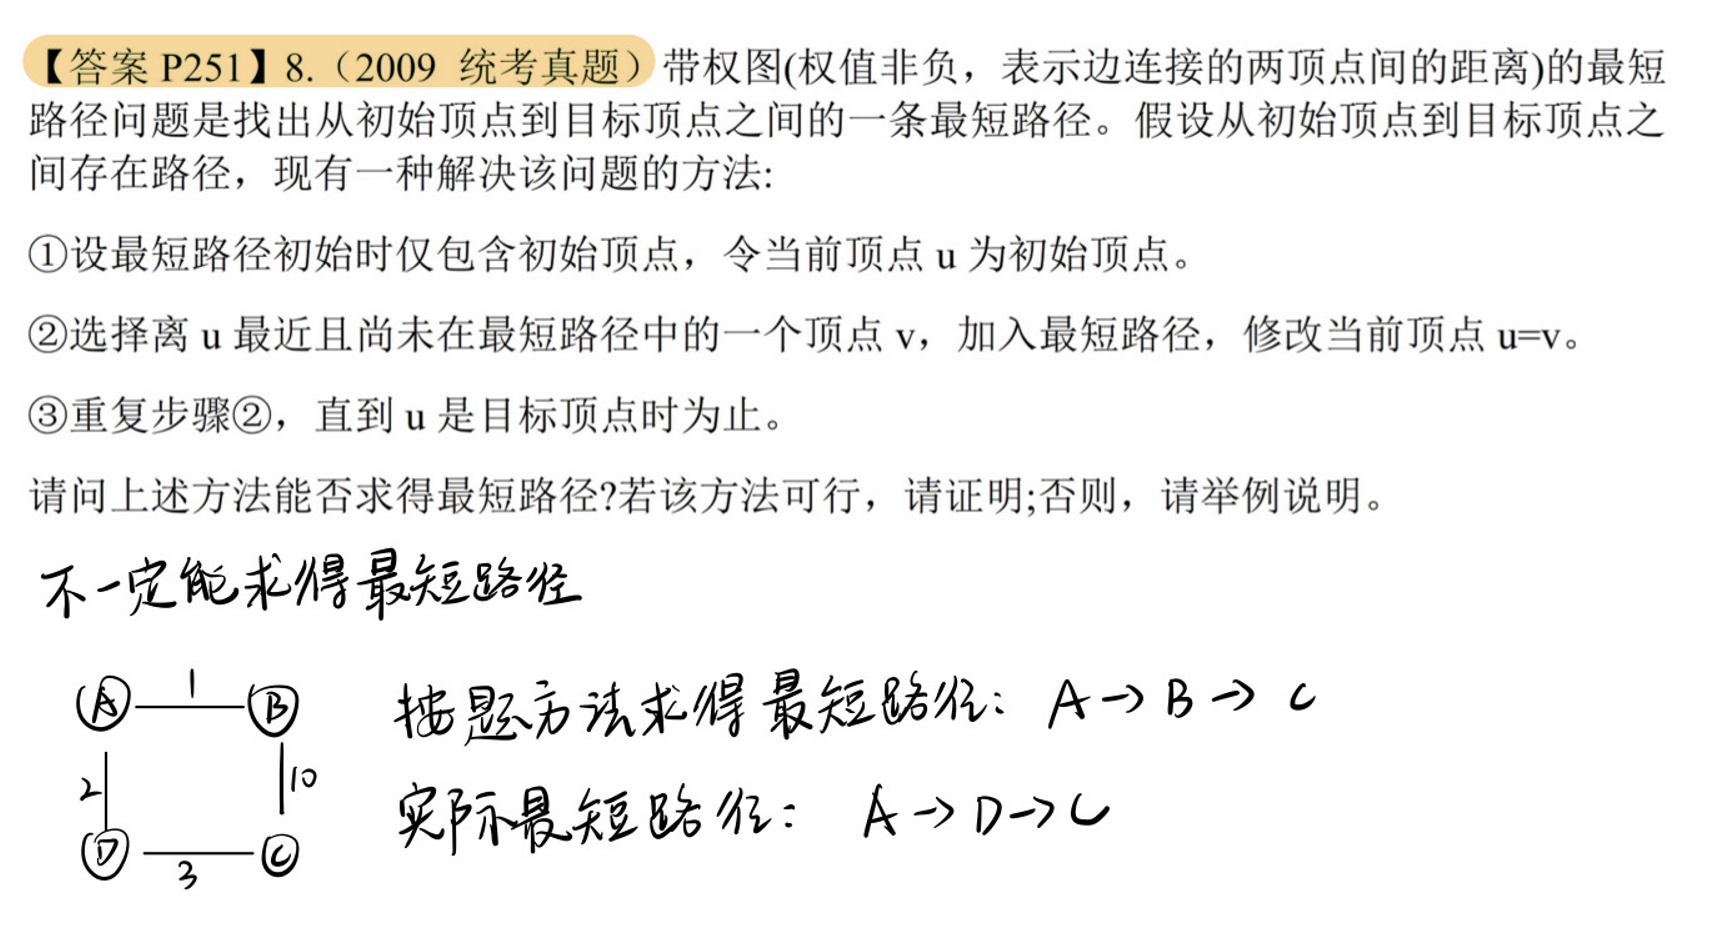 【答案 P251】8.（2009 统考真题）带权图(权值非负，表示边连接的两顶点间的距离)的最短
路径问题是找出从初始顶点到目标顶点之间的一条最短路径。假设从初始顶点到目标顶点之
间存在路径，现有一种解决该问题的方法:
①设最短路径初始时仅包含初始顶点，令当前顶点 u 为初始顶点。
②选择离 u 最近且尚未在最短路径中的一个顶点 v，加入最短路径，修改当前顶点 u=v。
③重复步骤②，直到 u 是目标顶点时为止。
请问上述方法能否求得最短路径?若该方法可行，请证明;否则，请举例说明。
不一定能求得最短路径
A 1 B
按题方法求得最短路径: A→B→C
2 10
实际最短路径: A→D→C
D 3 C